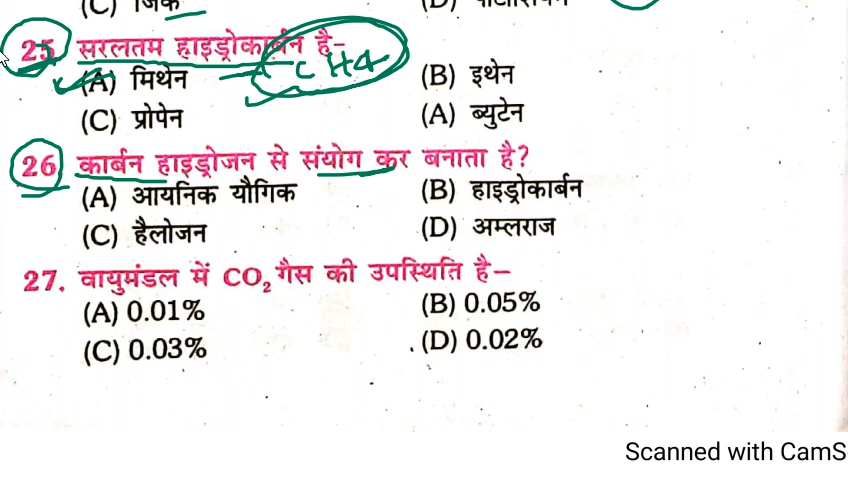 (C) जिंक
25. सरलतम हाइड्रोकार्बन है–
CH4
(A) मिथेन (B) इथेन
(C) प्रोपेन (A) ब्युटेन
26. कार्बन हाइड्रोजन से संयोग कर बनाता है?
(A) आयनिक यौगिक (B) हाइड्रोकार्बन
(C) हैलोजन (D) अम्लराज
27. वायुमंडल में CO₂ गैस की उपस्थिति है–
(A) 0.01% (B) 0.05%
(C) 0.03% (D) 0.02%
Scanned with CamS